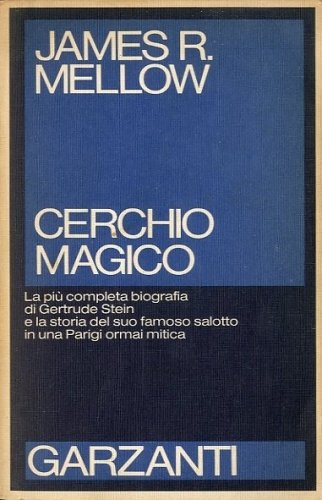 JAMES R.
MELLOW
CERCHIO
MAGICO
La più completa biografia
di Gertrude Stein
e la storia del suo famoso salotto
in una Parigi ormai mitica
GARZANTI